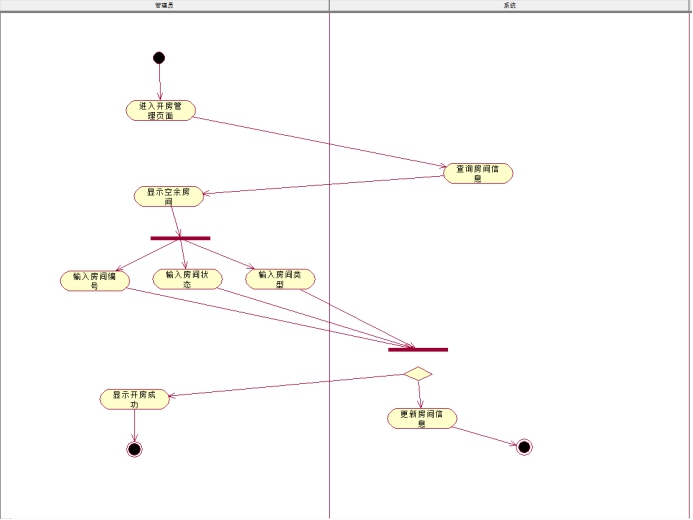 管理员
系统
进入开房管
理页面
查询房间信
息
显示空余房
间
输入房间编
号
输入房间状
态
输入房间类
型
显示开房成
功
更新房间信
息